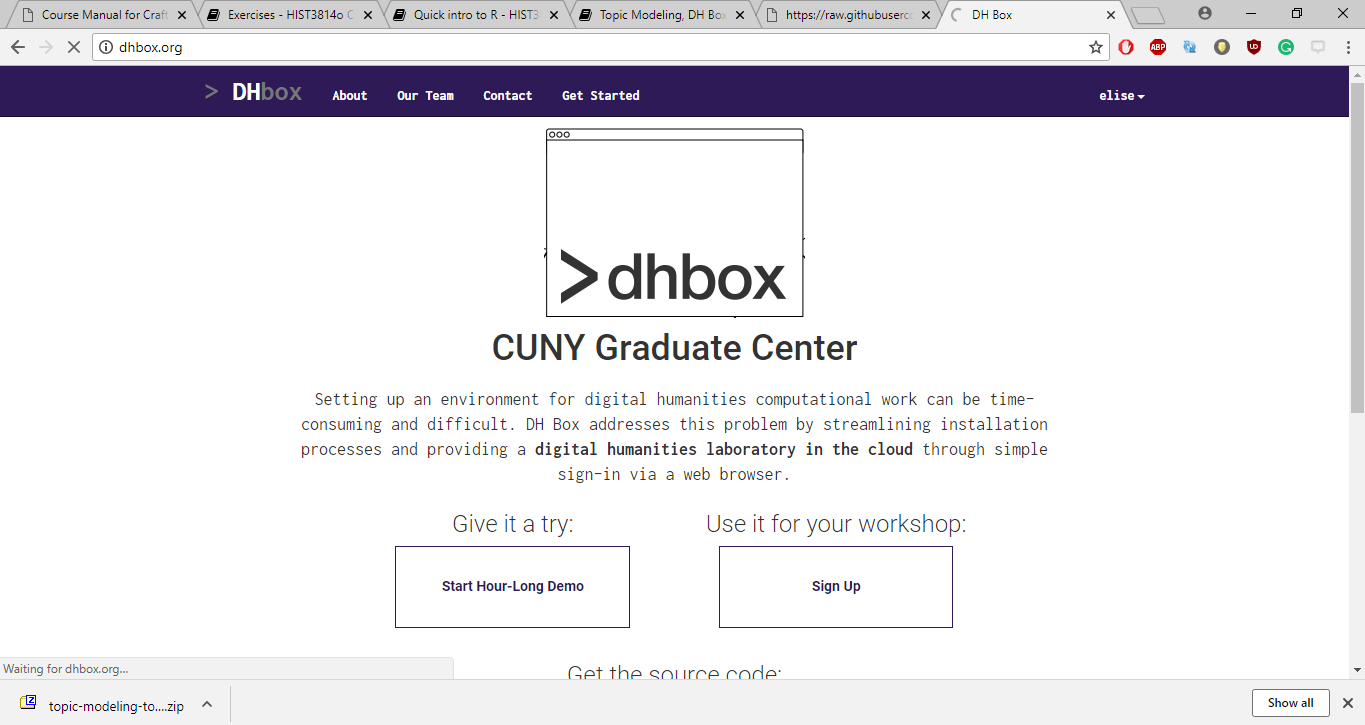 Course Manual for Craft
Exercises - HIST3814o C
Quick intro to R - HIST3
Topic Modeling, DH Box
https://raw.githubuserco
DH Box
dhbox.org
ABP
UD
> DHbox
About
Our Team
Contact
Get Started
elise
>dhbox
CUNY Graduate Center
Setting up an environment for digital humanities computational work can be time-
consuming and difficult. DH Box addresses this problem by streamlining installation
processes and providing a digital humanities laboratory in the cloud through simple
sign-in via a web browser.
Give it a try:
Use it for your workshop:
Start Hour-Long Demo
Sign Up
Get the source code:
Waiting for dhbox.org...
topic-modeling-to....zip
Show all